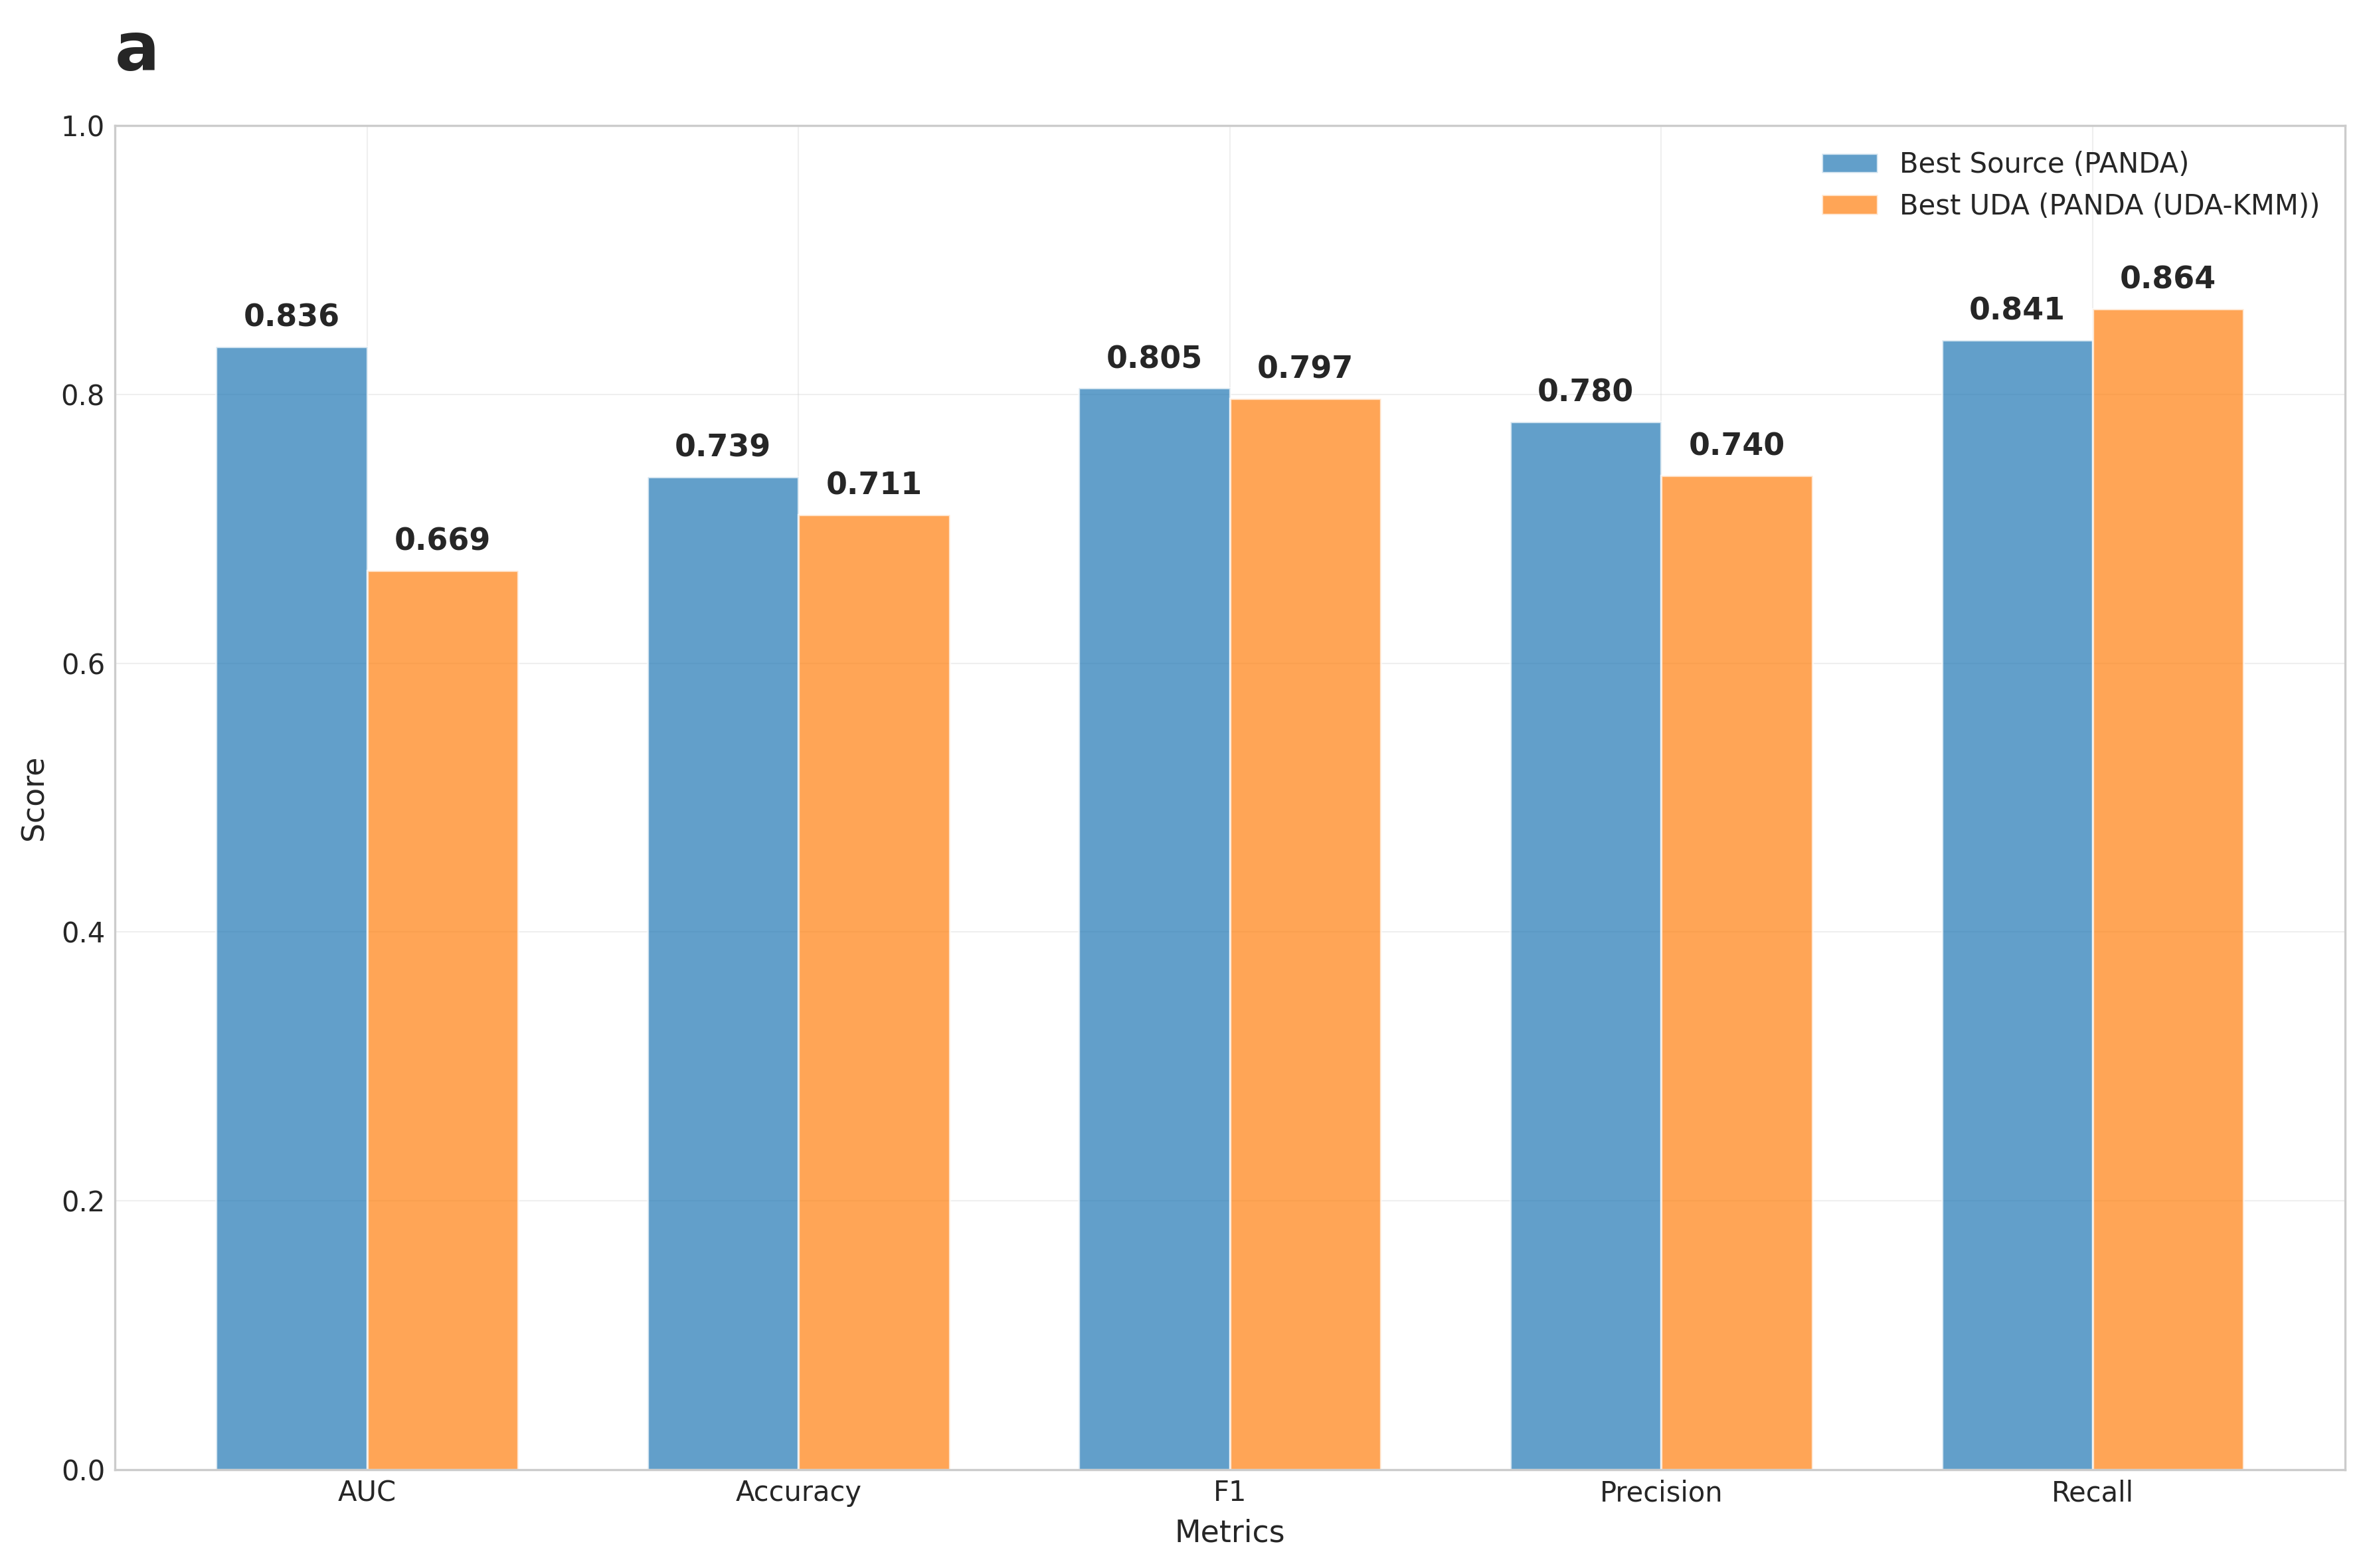 a
1.0
0.8
0.6
0.4
0.2
0.0
Score
Best Source (PANDA)
Best UDA (PANDA (UDA-KMM))
0.836
0.669
0.739
0.711
0.805
0.797
0.780
0.740
0.841
0.864
AUC
Accuracy
F1
Precision
Recall
Metrics